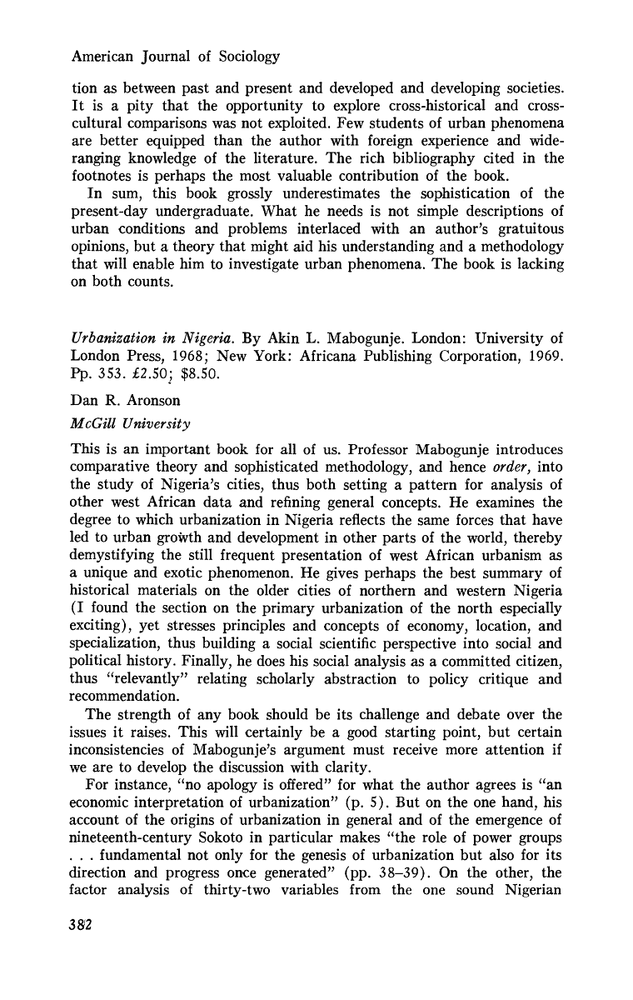 American Journal of Sociology
tion as between past and present and developed and developing societies.
It is a pity that the opportunity to explore cross-historical and cross-
cultural comparisons was not exploited. Few students of urban phenomena
are better equipped than the author with foreign experience and wide-
ranging knowledge of the literature. The rich bibliography cited in the
footnotes is perhaps the most valuable contribution of the book.
In sum, this book grossly underestimates the sophistication of the
present-day undergraduate. What he needs is not simple descriptions of
urban conditions and problems interlaced with an author's gratuitous
opinions, but a theory that might aid his understanding and a methodology
that will enable him to investigate urban phenomena. The book is lacking
on both counts.
Urbanization in Nigeria. By Akin L. Mabogunje. London: University of
London Press, 1968; New York: Africana Publishing Corporation, 1969.
Pp. 353. £2.50; $8.50.
Dan R. Aronson
McGill University
This is an important book for all of us. Professor Mabogunje introduces
comparative theory and sophisticated methodology, and hence order, into
the study of Nigeria's cities, thus both setting a pattern for analysis of
other west African data and refining general concepts. He examines the
degree to which urbanization in Nigeria reflects the same forces that have
led to urban growth and development in other parts of the world, thereby
demystifying the still frequent presentation of west African urbanism as
a unique and exotic phenomenon. He gives perhaps the best summary of
historical materials on the older cities of northern and western Nigeria
(I found the section on the primary urbanization of the north especially
exciting), yet stresses principles and concepts of economy, location, and
specialization, thus building a social scientific perspective into social and
political history. Finally, he does his social analysis as a committed citizen,
thus "relevantly" relating scholarly abstraction to policy critique and
recommendation.
The strength of any book should be its challenge and debate over the
issues it raises. This will certainly be a good starting point, but certain
inconsistencies of Mabogunje's argument must receive more attention if
we are to develop the discussion with clarity.
For instance, "no apology is offered" for what the author agrees is "an
economic interpretation of urbanization" (p. 5). But on the one hand, his
account of the origins of urbanization in general and of the emergence of
nineteenth-century Sokoto in particular makes "the role of power groups
. . . fundamental not only for the genesis of urbanization but also for its
direction and progress once generated" (pp. 38–39). On the other, the
factor analysis of thirty-two variables from the one sound Nigerian
382